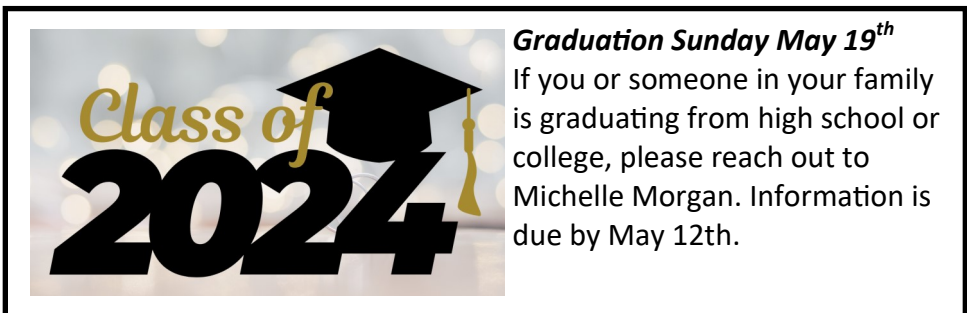 Class of
2024
Graduation Sunday May 19th
If you or someone in your family
is graduating from high school or
college, please reach out to
Michelle Morgan. Information is
due by May 12th.